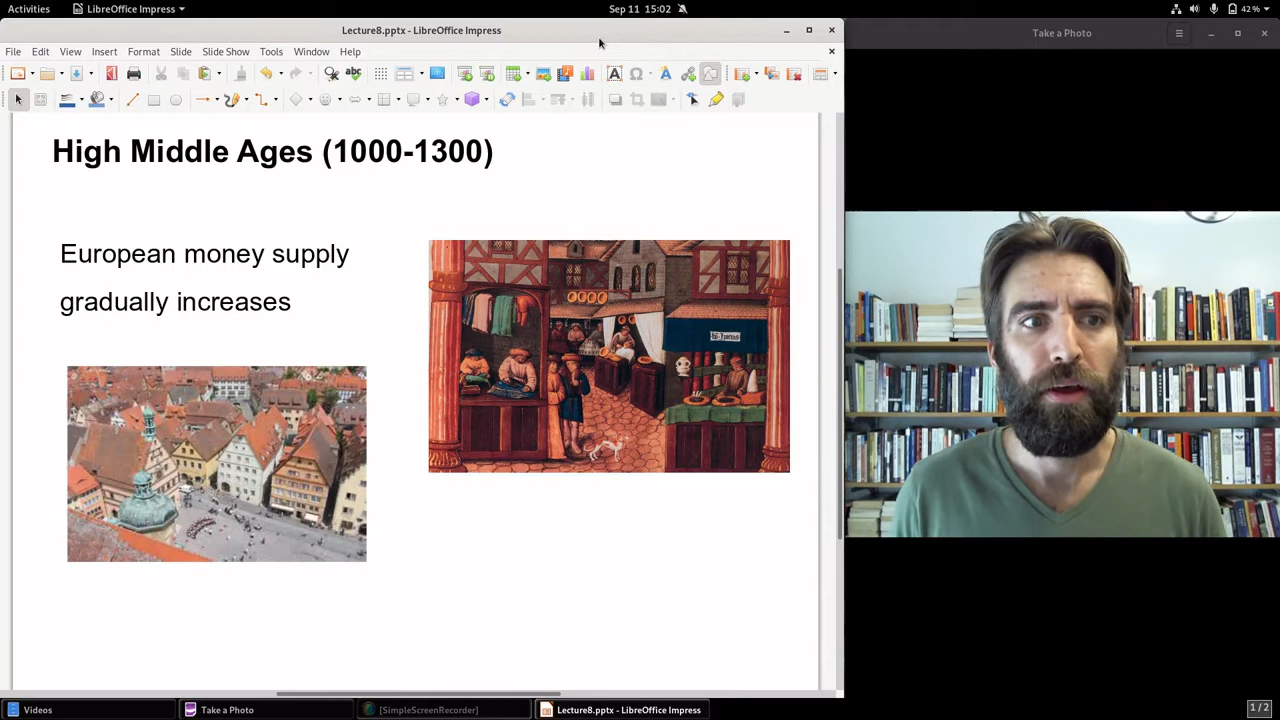 Activities
LibreOffice Impress
Sep 11 15:02
42%
Lecture8.pptx - LibreOffice Impress
Take a Photo
File Edit View Insert Format Slide Slide Show Tools Window Help
High Middle Ages (1000-1300)
European money supply
gradually increases
Videos
Take a Photo
[SimpleScreenRecorder]
Lecture8.pptx - LibreOffice Impress
1 / 2